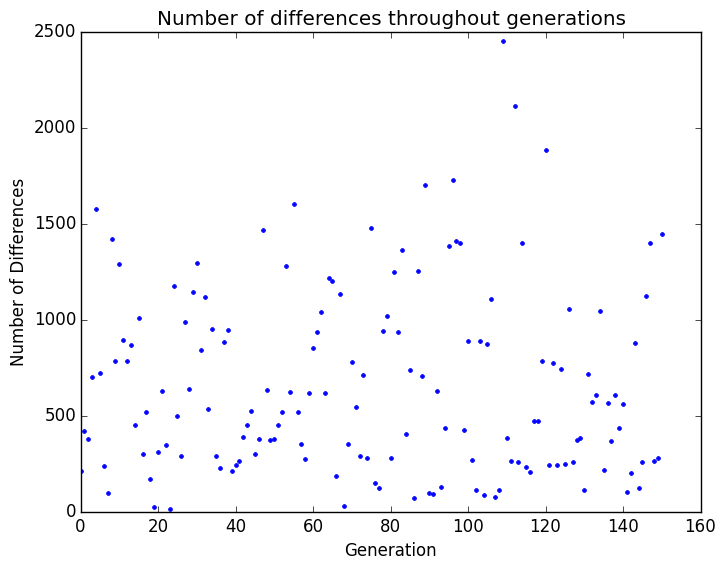 Number of differences throughout generations
2500
2000
1500
1000
500
0
Number of Differences
0 20 40 60 80 100 120 140 160
Generation